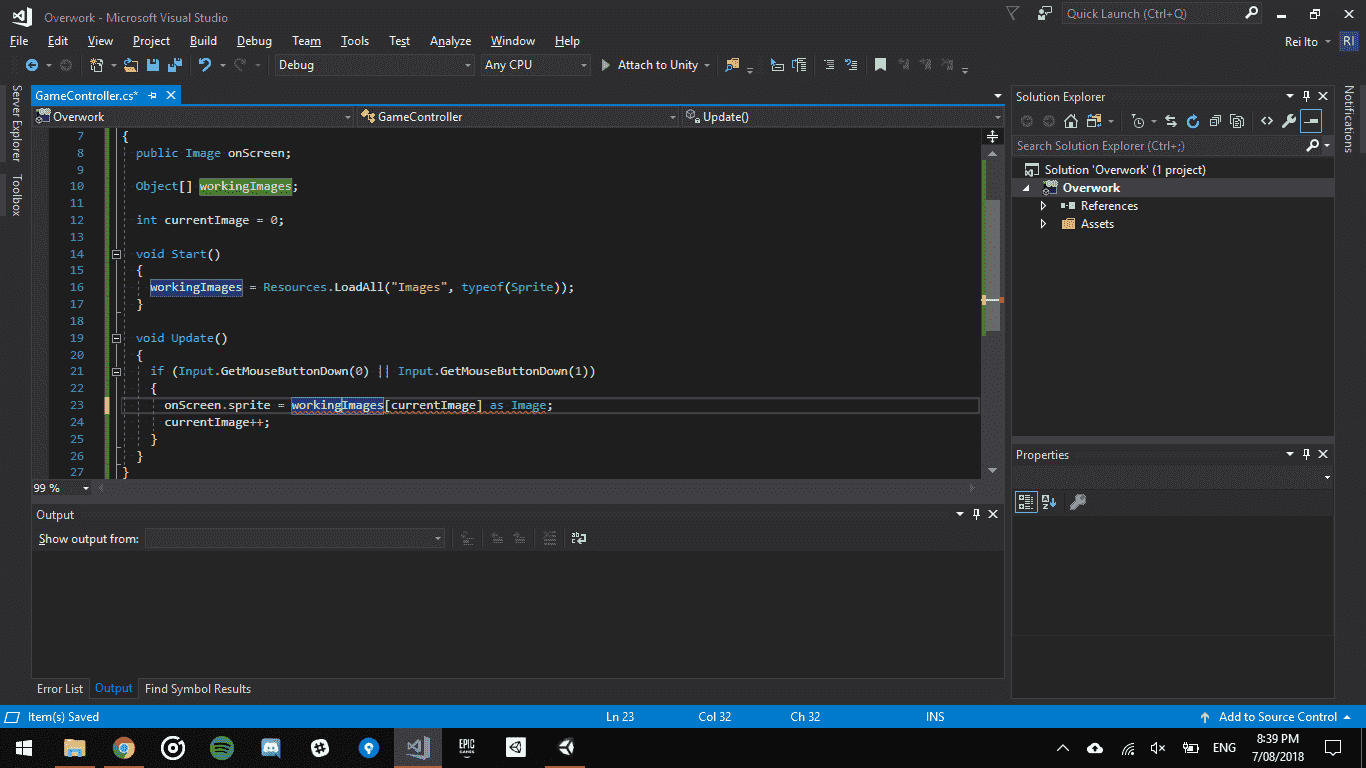 Overwork - Microsoft Visual Studio
Quick Launch (Ctrl+Q)
File Edit View Project Build Debug Team Tools Test Analyze Window Help
Rei Ito RI
Debug Any CPU Attach to Unity
Server Explorer
Toolbox
GameController.cs*
Overwork GameController Update()
7 {
8 public Image onScreen;
9
10 Object[] workingImages;
11
12 int currentImage = 0;
13
14 void Start()
15 {
16 workingImages = Resources.LoadAll("Images", typeof(Sprite));
17 }
18
19 void Update()
20 {
21 if (Input.GetMouseButtonDown(0) || Input.GetMouseButtonDown(1))
22 {
23 onScreen.sprite = workingImages[currentImage] as Image;
24 currentImage++;
25 }
26 }
27 }
99 %
Output
Show output from:
Error List Output Find Symbol Results
Solution Explorer
Search Solution Explorer (Ctrl+;)
Solution 'Overwork' (1 project)
Overwork
References
Assets
Properties
Notifications
Item(s) Saved Ln 23 Col 32 Ch 32 INS Add to Source Control
EPIC
GAMES
ENG
8:39 PM
7/08/2018